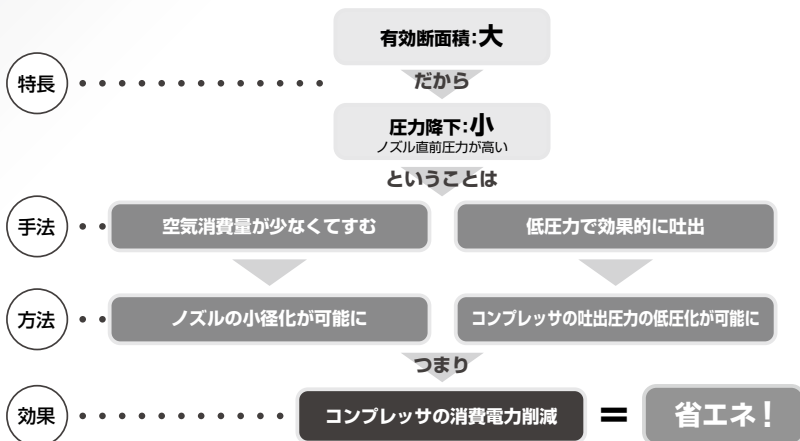 有効断面積:大
特長
だから
圧力降下:小
ノズル直前圧力が高い
ということは
手法
空気消費量が少なくてすむ
低圧力で効果的に吐出
方法
ノズルの小径化が可能に
コンプレッサの吐出圧力の低圧化が可能に
つまり
効果
コンプレッサの消費電力削減
=
省エネ!